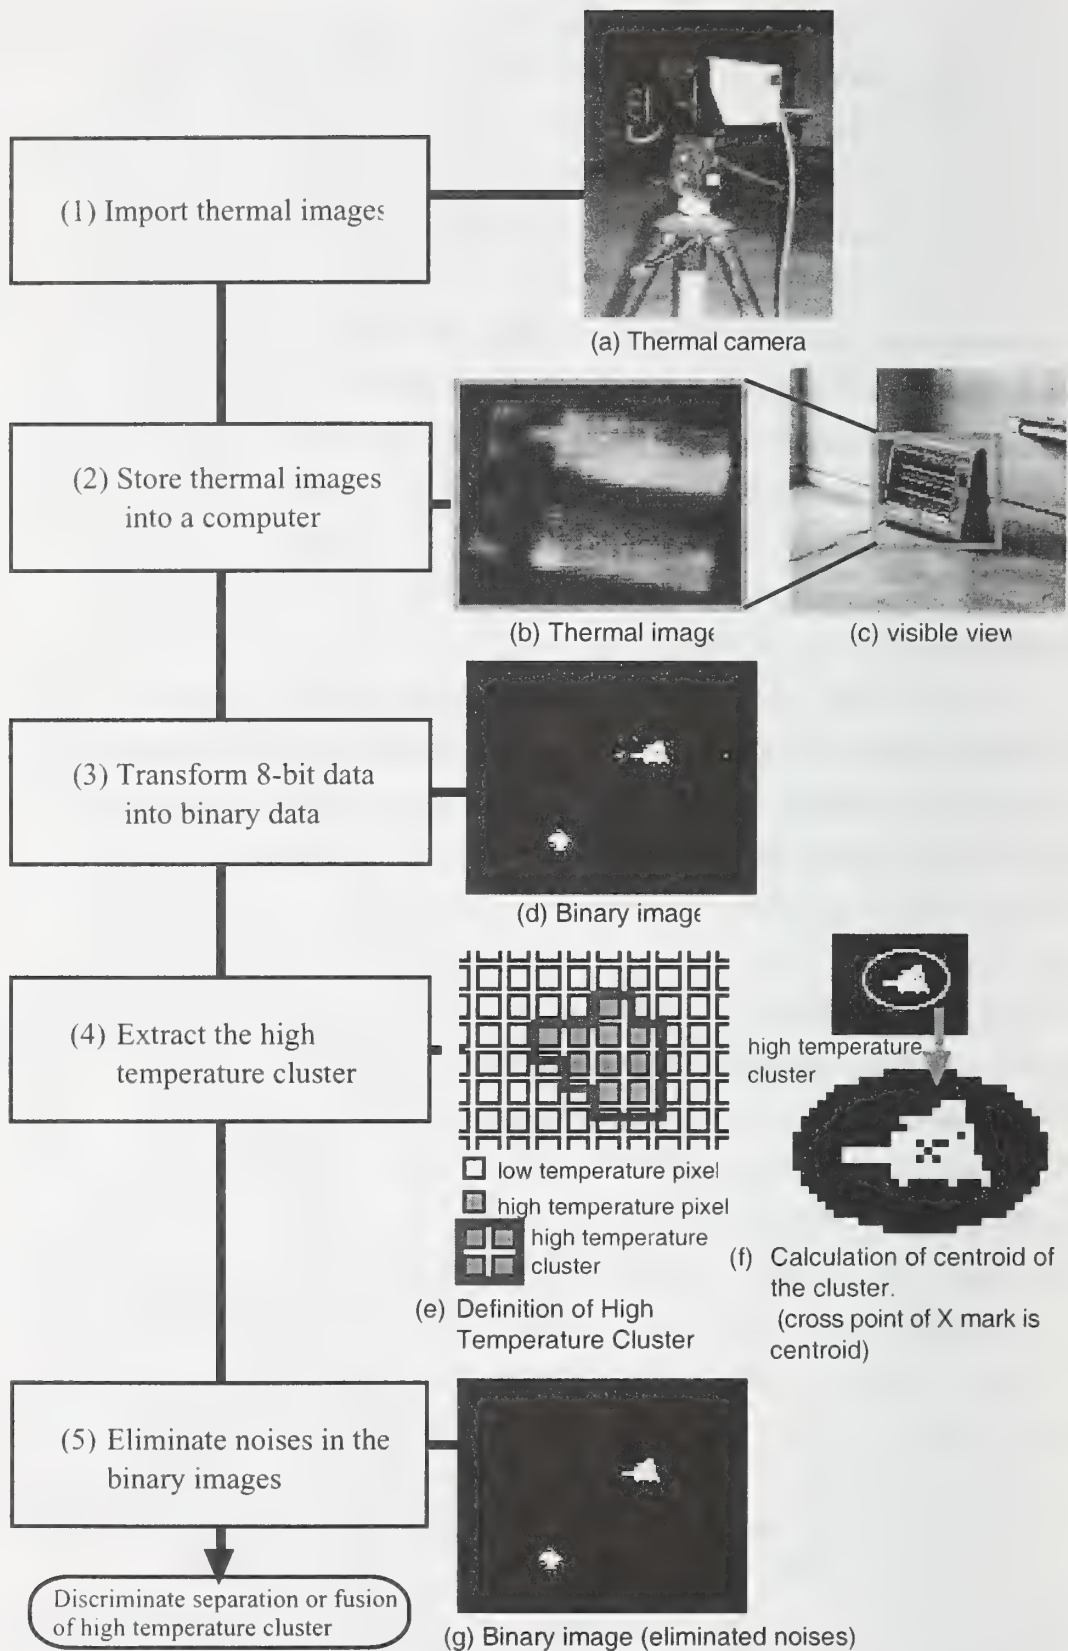 (1) Import thermal images
(a) Thermal camera
(2) Store thermal images
into a computer
(b) Thermal image
(c) visible view
(3) Transform 8-bit data
into binary data
(d) Binary image
(4) Extract the high
temperature cluster
low temperature pixel
high temperature pixel
high temperature
cluster
(e) Definition of High
Temperature Cluster
high temperature
cluster
(f) Calculation of centroid of
the cluster.
(cross point of X mark is
centroid)
(5) Eliminate noises in the
binary images
Discriminate separation or fusion
of high temperature cluster
(g) Binary image (eliminated noises)